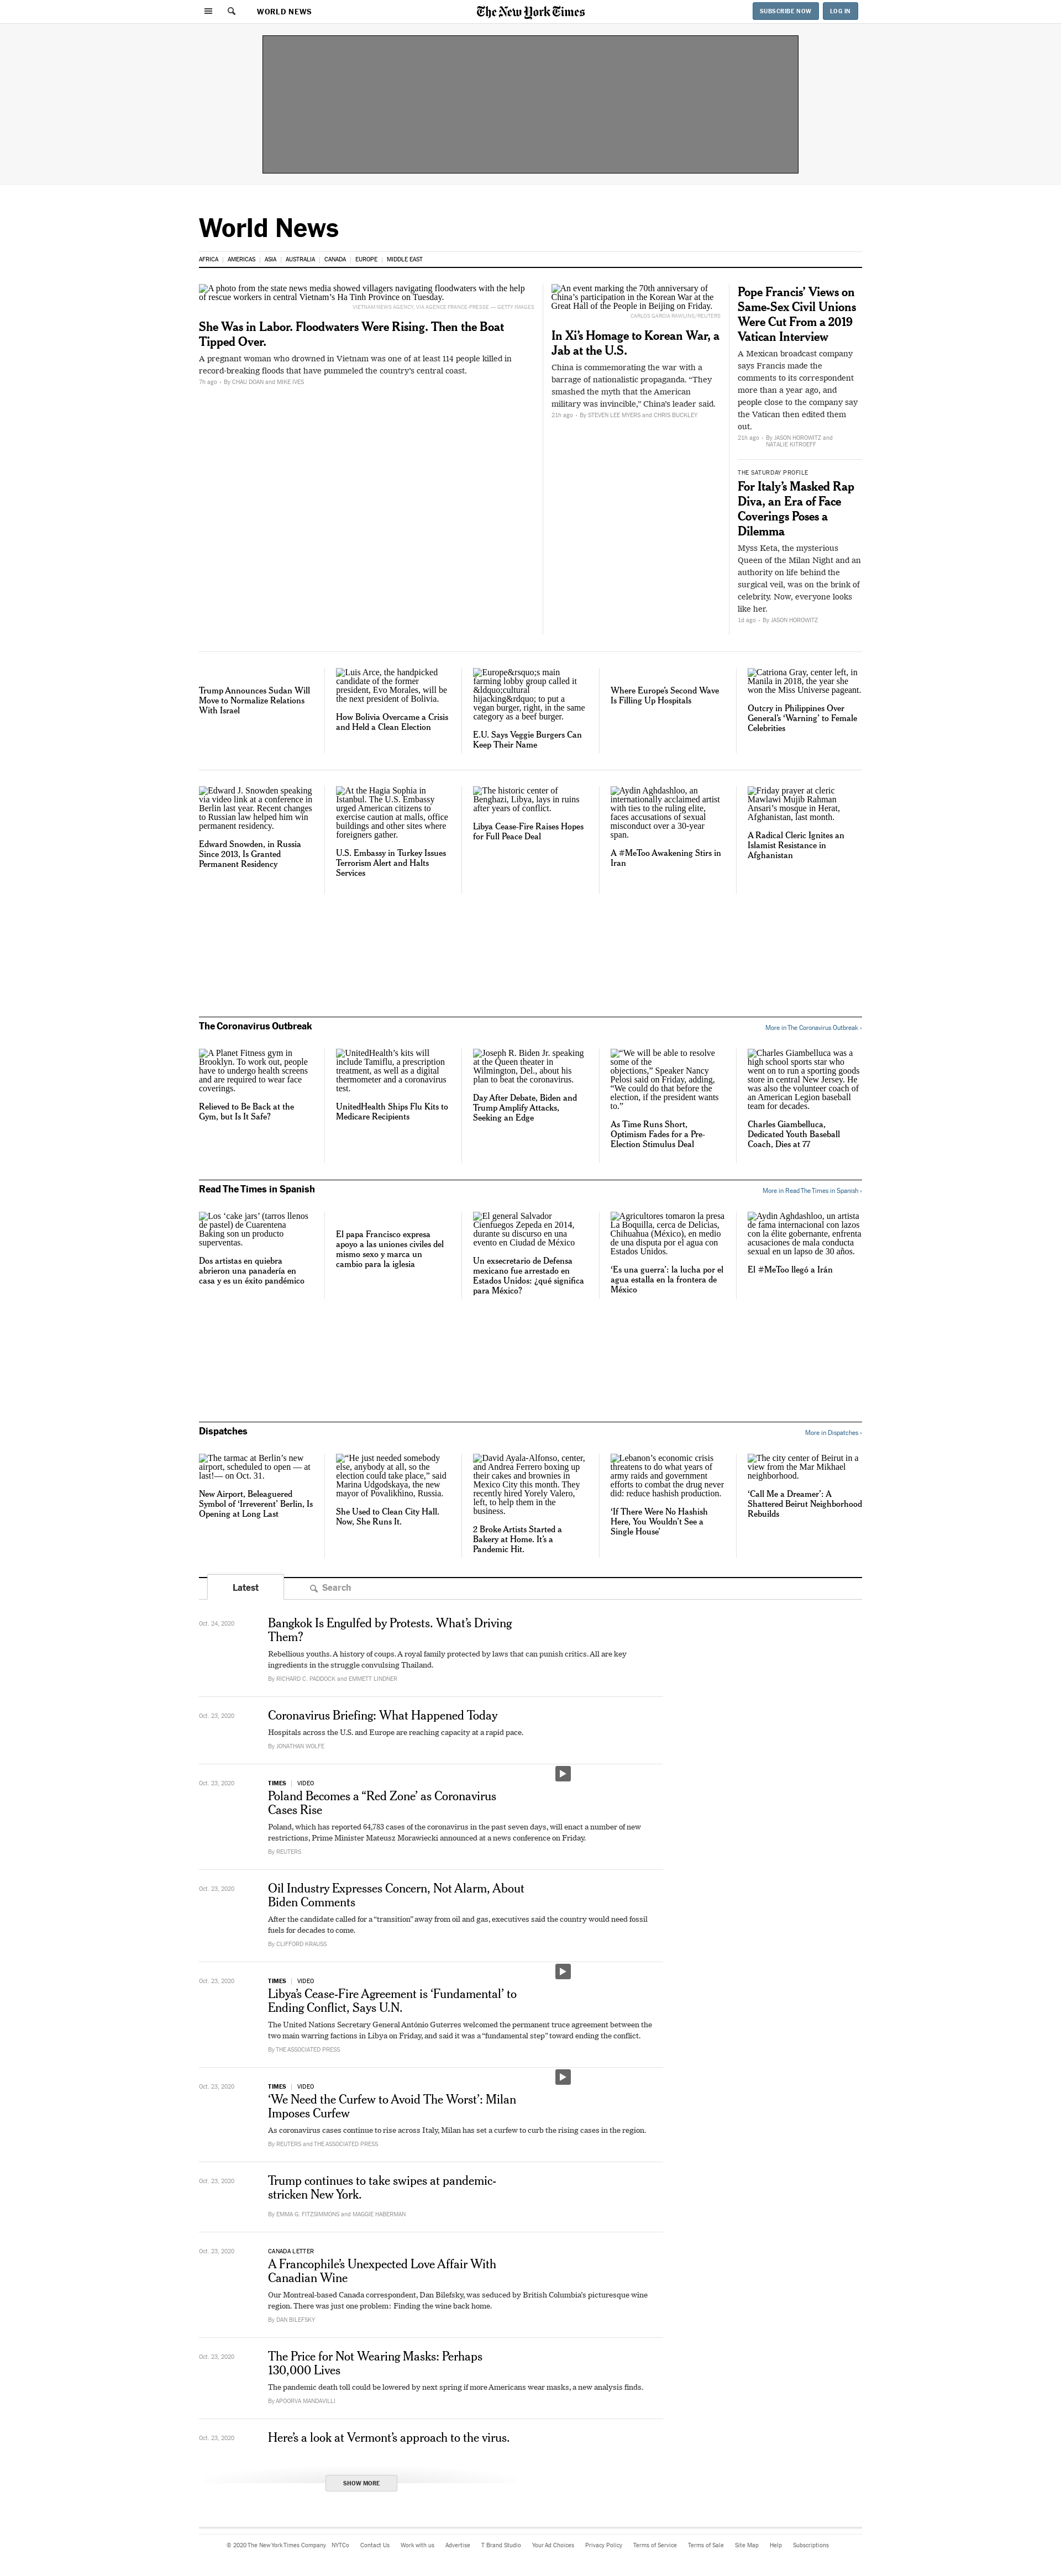 WORLD NEWS
The New York Times
SUBSCRIBE NOW
LOG IN
World News
AFRICA | AMERICAS | ASIA | AUSTRALIA | CANADA | EUROPE | MIDDLE EAST
A photo from the state news media showed villagers navigating floodwaters with the help
of rescue workers in central Vietnam’s Ha Tinh Province on Tuesday.
VIETNAM NEWS AGENCY, VIA AGENCE FRANCE-PRESSE — GETTY IMAGES
She Was in Labor. Floodwaters Were Rising. Then the Boat
Tipped Over.
A pregnant woman who drowned in Vietnam was one of at least 114 people killed in
record-breaking floods that have pummeled the country’s central coast.
7h ago · By CHAU DOAN and MIKE IVES
An event marking the 70th anniversary of
China’s participation in the Korean War at the
Great Hall of the People in Beijing on Friday.
CARLOS GARCIA RAWLINS/REUTERS
In Xi’s Homage to Korean War, a
Jab at the U.S.
China is commemorating the war with a
barrage of nationalistic propaganda. “They
smashed the myth that the American
military was invincible,” China’s leader said.
21h ago · By STEVEN LEE MYERS and CHRIS BUCKLEY
Pope Francis’ Views on
Same-Sex Civil Unions
Were Cut From a 2019
Vatican Interview
A Mexican broadcast company
says Francis made the
comments to its correspondent
more than a year ago, and
people close to the company say
the Vatican then edited them
out.
21h ago · By JASON HOROWITZ and
NATALIE KITROEFF
THE SATURDAY PROFILE
For Italy’s Masked Rap
Diva, an Era of Face
Coverings Poses a
Dilemma
Myss Keta, the mysterious
Queen of the Milan Night and an
authority on life behind the
surgical veil, was on the brink of
celebrity. Now, everyone looks
like her.
1d ago · By JASON HOROWITZ
Trump Announces Sudan Will
Move to Normalize Relations
With Israel
Luis Arce, the handpicked
candidate of the former
president, Evo Morales, will be
the next president of Bolivia.
How Bolivia Overcame a Crisis
and Held a Clean Election
Europe&rsquo;s main
farming lobby group called it
&ldquo;cultural
hijacking&rdquo; to put a
vegan burger, right, in the same
category as a beef burger.
E.U. Says Veggie Burgers Can
Keep Their Name
Where Europe’s Second Wave
Is Filling Up Hospitals
Catriona Gray, center left, in
Manila in 2018, the year she
won the Miss Universe pageant.
Outcry in Philippines Over
General’s ‘Warning’ to Female
Celebrities
Edward J. Snowden speaking
via video link at a conference in
Berlin last year. Recent changes
to Russian law helped him win
permanent residency.
Edward Snowden, in Russia
Since 2013, Is Granted
Permanent Residency
At the Hagia Sophia in
Istanbul. The U.S. Embassy
urged American citizens to
exercise caution at malls, office
buildings and other sites where
foreigners gather.
U.S. Embassy in Turkey Issues
Terrorism Alert and Halts
Services
The historic center of
Benghazi, Libya, lays in ruins
after years of conflict.
Libya Cease-Fire Raises Hopes
for Full Peace Deal
Aydin Aghdashloo, an
internationally acclaimed artist
with ties to the ruling elite,
faces accusations of sexual
misconduct over a 30-year
span.
A #MeToo Awakening Stirs in
Iran
Friday prayer at cleric
Mawlawi Mujib Rahman
Ansari’s mosque in Herat,
Afghanistan, last month.
A Radical Cleric Ignites an
Islamist Resistance in
Afghanistan
The Coronavirus Outbreak
More in The Coronavirus Outbreak ›
A Planet Fitness gym in
Brooklyn. To work out, people
have to undergo health screens
and are required to wear face
coverings.
Relieved to Be Back at the
Gym, but Is It Safe?
UnitedHealth’s kits will
include Tamiflu, a prescription
treatment, as well as a digital
thermometer and a coronavirus
test.
UnitedHealth Ships Flu Kits to
Medicare Recipients
Joseph R. Biden Jr. speaking
at the Queen theater in
Wilmington, Del., about his
plan to beat the coronavirus.
Day After Debate, Biden and
Trump Amplify Attacks,
Seeking an Edge
“We will be able to resolve
some of the
objections,” Speaker Nancy
Pelosi said on Friday, adding,
“We could do that before the
election, if the president wants
to.”
As Time Runs Short,
Optimism Fades for a Pre-
Election Stimulus Deal
Charles Giambelluca was a
high school sports star who
went on to run a sporting goods
store in central New Jersey. He
was also the volunteer coach of
an American Legion baseball
team for decades.
Charles Giambelluca,
Dedicated Youth Baseball
Coach, Dies at 77
Read The Times in Spanish
More in Read The Times in Spanish ›
Los ‘cake jars’ (tarros llenos
de pastel) de Cuarentena
Baking son un producto
superventas.
Dos artistas en quiebra
abrieron una panadería en
casa y es un éxito pandémico
El papa Francisco expresa
apoyo a las uniones civiles del
mismo sexo y marca un
cambio para la iglesia
El general Salvador
Cienfuegos Zepeda en 2014,
durante su discurso en una
evento en Ciudad de México
Un exsecretario de Defensa
mexicano fue arrestado en
Estados Unidos: ¿qué significa
para México?
Agricultores tomaron la presa
La Boquilla, cerca de Delicias,
Chihuahua (México), en medio
de una disputa por el agua con
Estados Unidos.
‘Es una guerra’: la lucha por el
agua estalla en la frontera de
México
Aydin Aghdashloo, un artista
de fama internacional con lazos
con la élite gobernante, enfrenta
acusaciones de mala conducta
sexual en un lapso de 30 años.
El #MeToo llegó a Irán
Dispatches
More in Dispatches ›
The tarmac at Berlin’s new
airport, scheduled to open — at
last!— on Oct. 31.
New Airport, Beleaguered
Symbol of ‘Irreverent’ Berlin, Is
Opening at Long Last
“He just needed somebody
else, anybody at all, so the
election could take place,” said
Marina Udgodskaya, the new
mayor of Povalikhino, Russia.
She Used to Clean City Hall.
Now, She Runs It.
David Ayala-Alfonso, center,
and Andrea Ferrero boxing up
their cakes and brownies in
Mexico City this month. They
recently hired Yorely Valero,
left, to help them in the
business.
2 Broke Artists Started a
Bakery at Home. It’s a
Pandemic Hit.
Lebanon’s economic crisis
threatens to do what years of
army raids and government
efforts to combat the drug never
did: reduce hashish production.
‘If There Were No Hashish
Here, You Wouldn’t See a
Single House’
The city center of Beirut in a
view from the Mar Mikhael
neighborhood.
‘Call Me a Dreamer’: A
Shattered Beirut Neighborhood
Rebuilds
Latest
Search
Oct. 24, 2020
Bangkok Is Engulfed by Protests. What’s Driving
Them?
Rebellious youths. A history of coups. A royal family protected by laws that can punish critics. All are key
ingredients in the struggle convulsing Thailand.
By RICHARD C. PADDOCK and EMMETT LINDNER
Oct. 23, 2020
Coronavirus Briefing: What Happened Today
Hospitals across the U.S. and Europe are reaching capacity at a rapid pace.
By JONATHAN WOLFE
Oct. 23, 2020
TIMES | VIDEO
Poland Becomes a “Red Zone’ as Coronavirus
Cases Rise
Poland, which has reported 64,783 cases of the coronavirus in the past seven days, will enact a number of new
restrictions, Prime Minister Mateusz Morawiecki announced at a news conference on Friday.
By REUTERS
Oct. 23, 2020
Oil Industry Expresses Concern, Not Alarm, About
Biden Comments
After the candidate called for a “transition” away from oil and gas, executives said the country would need fossil
fuels for decades to come.
By CLIFFORD KRAUSS
Oct. 23, 2020
TIMES | VIDEO
Libya’s Cease-Fire Agreement is ‘Fundamental’ to
Ending Conflict, Says U.N.
The United Nations Secretary General António Guterres welcomed the permanent truce agreement between the
two main warring factions in Libya on Friday, and said it was a “fundamental step” toward ending the conflict.
By THE ASSOCIATED PRESS
Oct. 23, 2020
TIMES | VIDEO
‘We Need the Curfew to Avoid The Worst’: Milan
Imposes Curfew
As coronavirus cases continue to rise across Italy, Milan has set a curfew to curb the rising cases in the region.
By REUTERS and THE ASSOCIATED PRESS
Oct. 23, 2020
Trump continues to take swipes at pandemic-
stricken New York.
By EMMA G. FITZSIMMONS and MAGGIE HABERMAN
Oct. 23, 2020
CANADA LETTER
A Francophile’s Unexpected Love Affair With
Canadian Wine
Our Montreal-based Canada correspondent, Dan Bilefsky, was seduced by British Columbia’s picturesque wine
region. There was just one problem: Finding the wine back home.
By DAN BILEFSKY
Oct. 23, 2020
The Price for Not Wearing Masks: Perhaps
130,000 Lives
The pandemic death toll could be lowered by next spring if more Americans wear masks, a new analysis finds.
By APOORVA MANDAVILLI
Oct. 23, 2020
Here’s a look at Vermont’s approach to the virus.
SHOW MORE
© 2020 The New York Times Company NYTCo Contact Us Work with us Advertise T Brand Studio Your Ad Choices Privacy Policy Terms of Service Terms of Sale Site Map Help Subscriptions